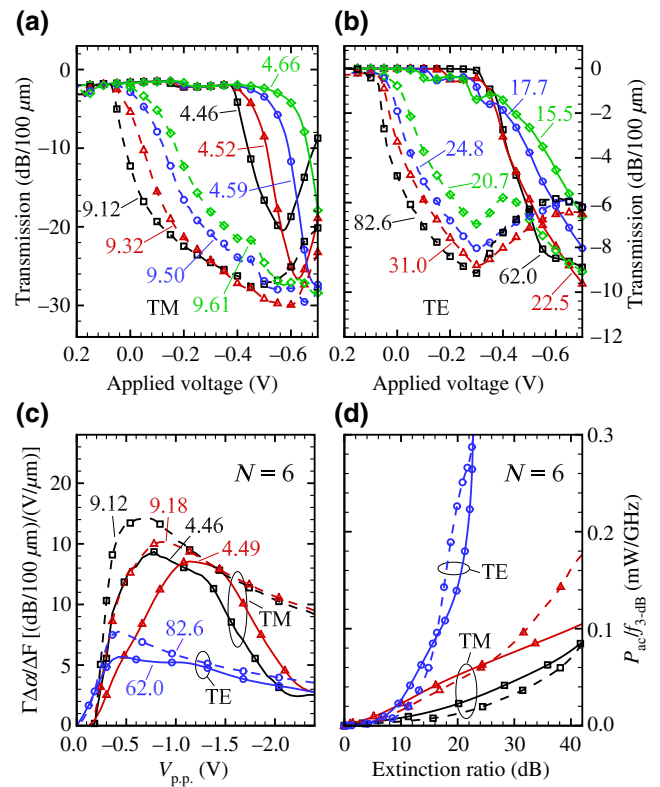 (a) (b)
0 4.66 0 17.7
4.46 -2 15.5
-10 4.52 24.8 -4
4.59 20.7 -6
9.12 -20 82.6
9.32 31.0 62.0 -8
9.50 22.5 -10
-30 TM 9.61 TE -12
Transmission (dB/100 μm) Transmission (dB/100 μm)
0.2 0.0 -0.2 -0.4 -0.6 0.2 0.0 -0.2 -0.4 -0.6
Applied voltage (V) Applied voltage (V)
(c) (d)
20 N = 6 N = 6 0.3
9.12 9.18 4.46
10 4.49 0.2
10 TE
TM TM 0.1
5 82.6
62.0 TE
0 0.0
ΓΔα/ΔF [(dB/100 μm)/(V/μm)] P_ac/f_3-dB (mW/GHz)
0.0 -0.5 -1.0 -1.5 -2.0 0 10 20 30 40
V_p.p. (V) Extinction ratio (dB)